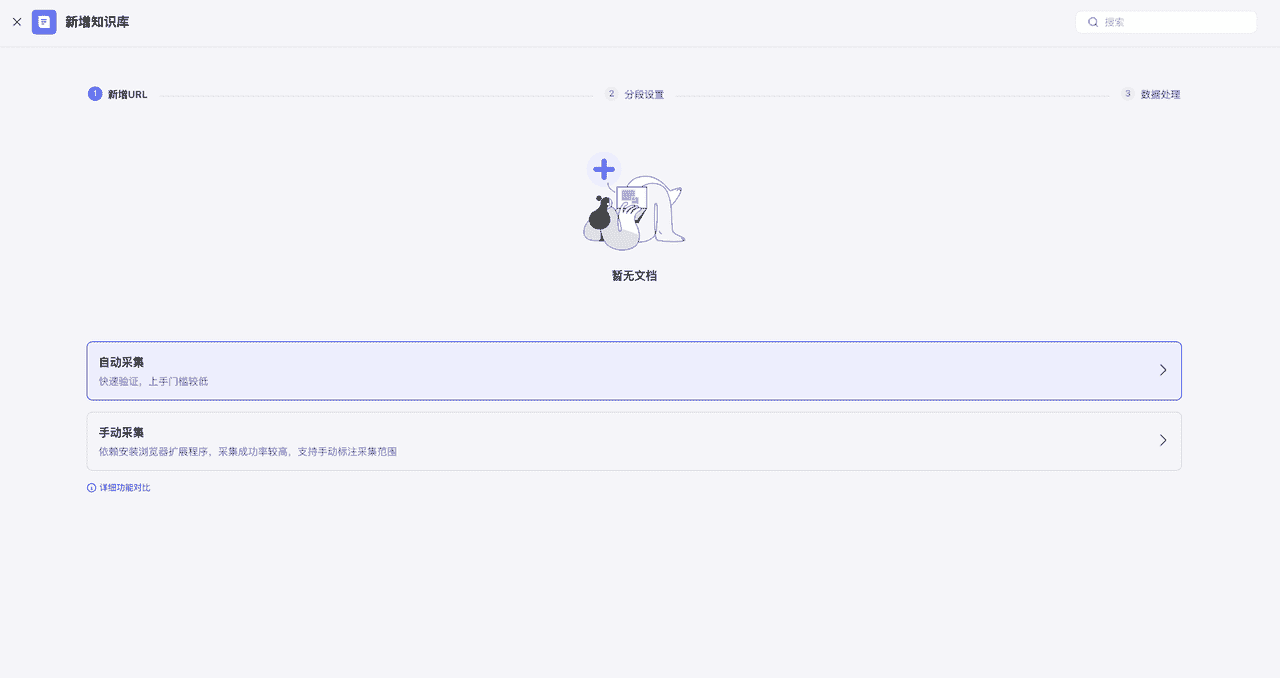 新增知识库
搜索
1 新增URL
2 分段设置
3 数据处理
暂无文档
自动采集
快速验证，上手门槛较低
手动采集
依赖安装浏览器扩展程序，采集成功率较高，支持手动标注采集范围
详细功能对比